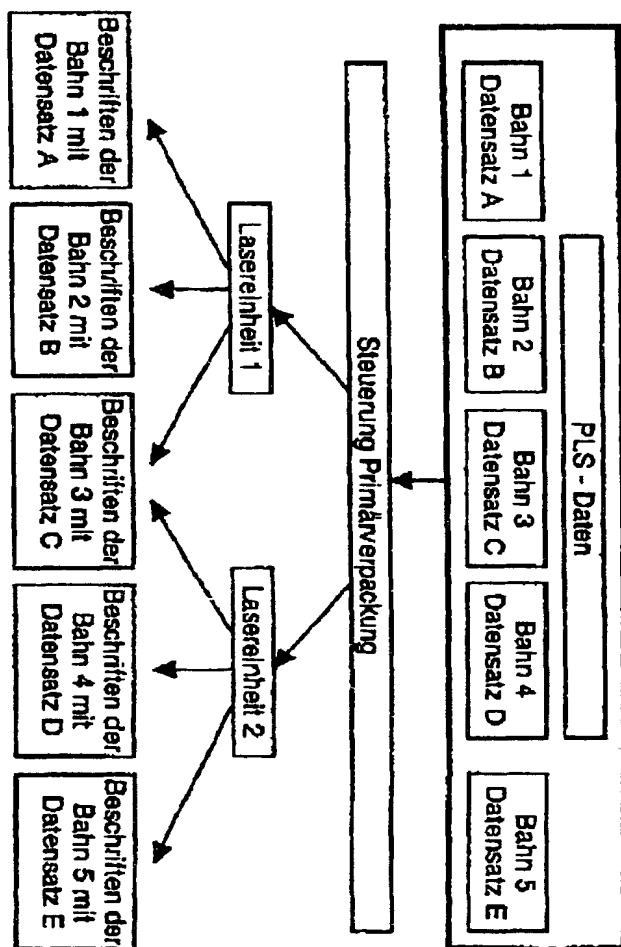 PLS - Daten
Bahn 1
Datensatz A
Bahn 2
Datensatz B
Bahn 3
Datensatz C
Bahn 4
Datensatz D
Bahn 5
Datensatz E
Steuerung Primärverpackung
Lasereinheit 1
Lasereinheit 2
Beschriften der
Bahn 1 mit
Datensatz A
Beschriften der
Bahn 2 mit
Datensatz B
Beschriften der
Bahn 3 mit
Datensatz C
Beschriften der
Bahn 4 mit
Datensatz D
Beschriften der
Bahn 5 mit
Datensatz E